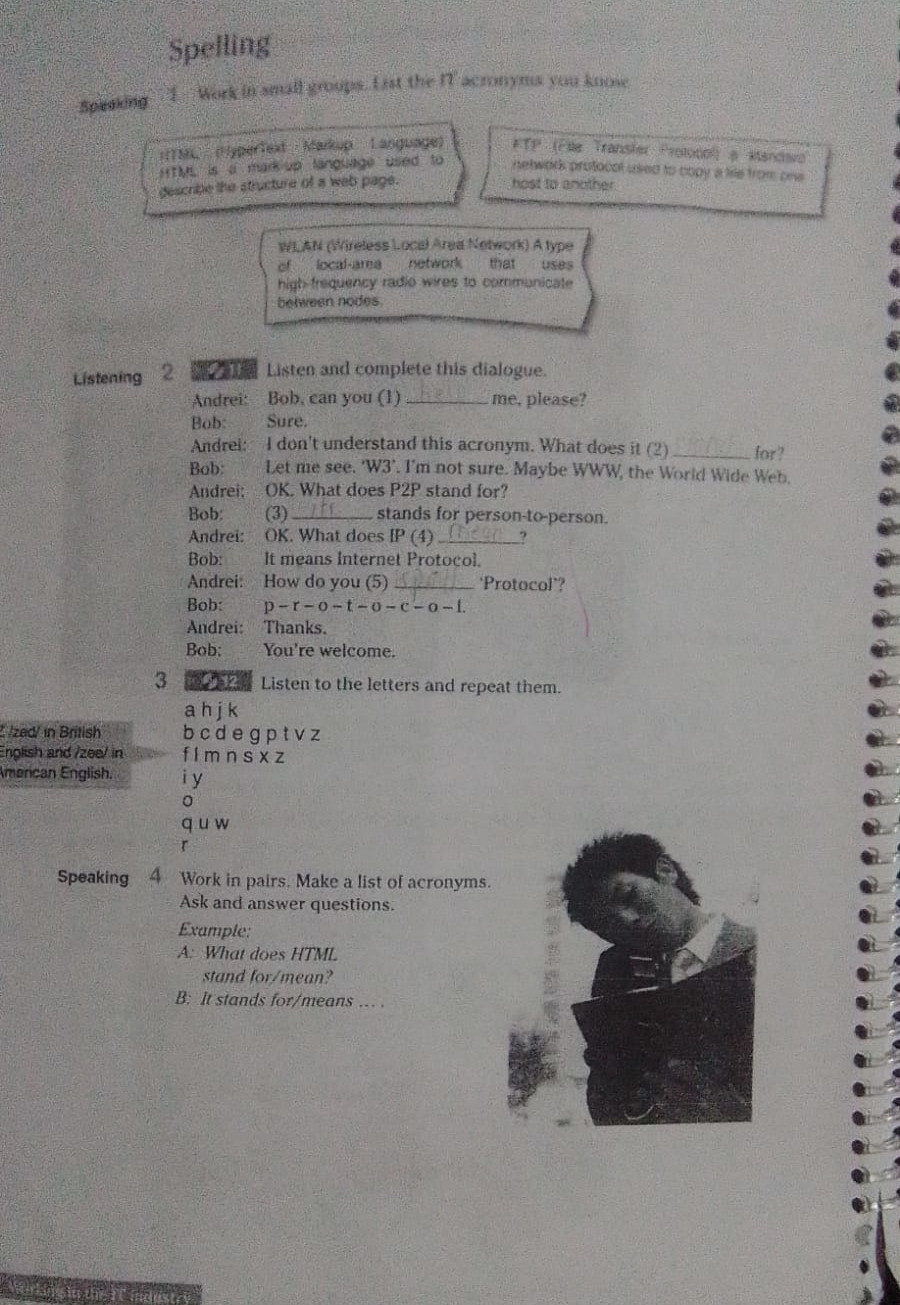 Spelling
Speaking 1 Work in small groups. List the IT acronyms you know
HTML (HyperText Markup Language)
HTML is a mark-up language used to
describe the structure of a web page.
FTP (File Transfer Protocol) a standard
network protocol used to copy a file from one
host to another
WLAN (Wireless Local Area Network) A type
of local-area network that uses
high-frequency radio wires to communicate
between nodes.
Listening 2 11 Listen and complete this dialogue.
Andrei: Bob, can you (1) help me, please?
Bob: Sure.
Andrei: I don't understand this acronym. What does it (2) ________ for?
Bob: Let me see. 'W3'. I'm not sure. Maybe WWW, the World Wide Web.
Andrei: OK. What does P2P stand for?
Bob: (3) ________ stands for person-to-person.
Andrei: OK. What does IP (4) mean ?
Bob: It means Internet Protocol.
Andrei: How do you (5) spell 'Protocol'?
Bob: p – r – o – t – o – c – o – l.
Andrei: Thanks.
Bob: You're welcome.
3 12 Listen to the letters and repeat them.
a h j k
b c d e g p t v z
f l m n s x z
i y
o
q u w
r
Z /zed/ in British
English and /zee/ in
American English.
Speaking 4 Work in pairs. Make a list of acronyms.
Ask and answer questions.
Example:
A: What does HTML
stand for/mean?
B: It stands for/means ... .
Working in the IT industry